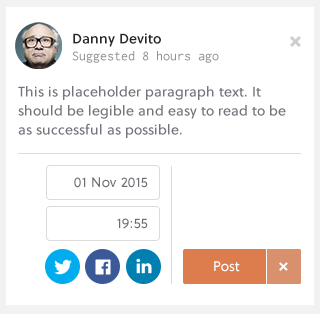 Danny Devito
Suggested 8 hours ago
This is placeholder paragraph text. It
should be legible and easy to read to be
as successful as possible.
01 Nov 2015
19:55
in
Post